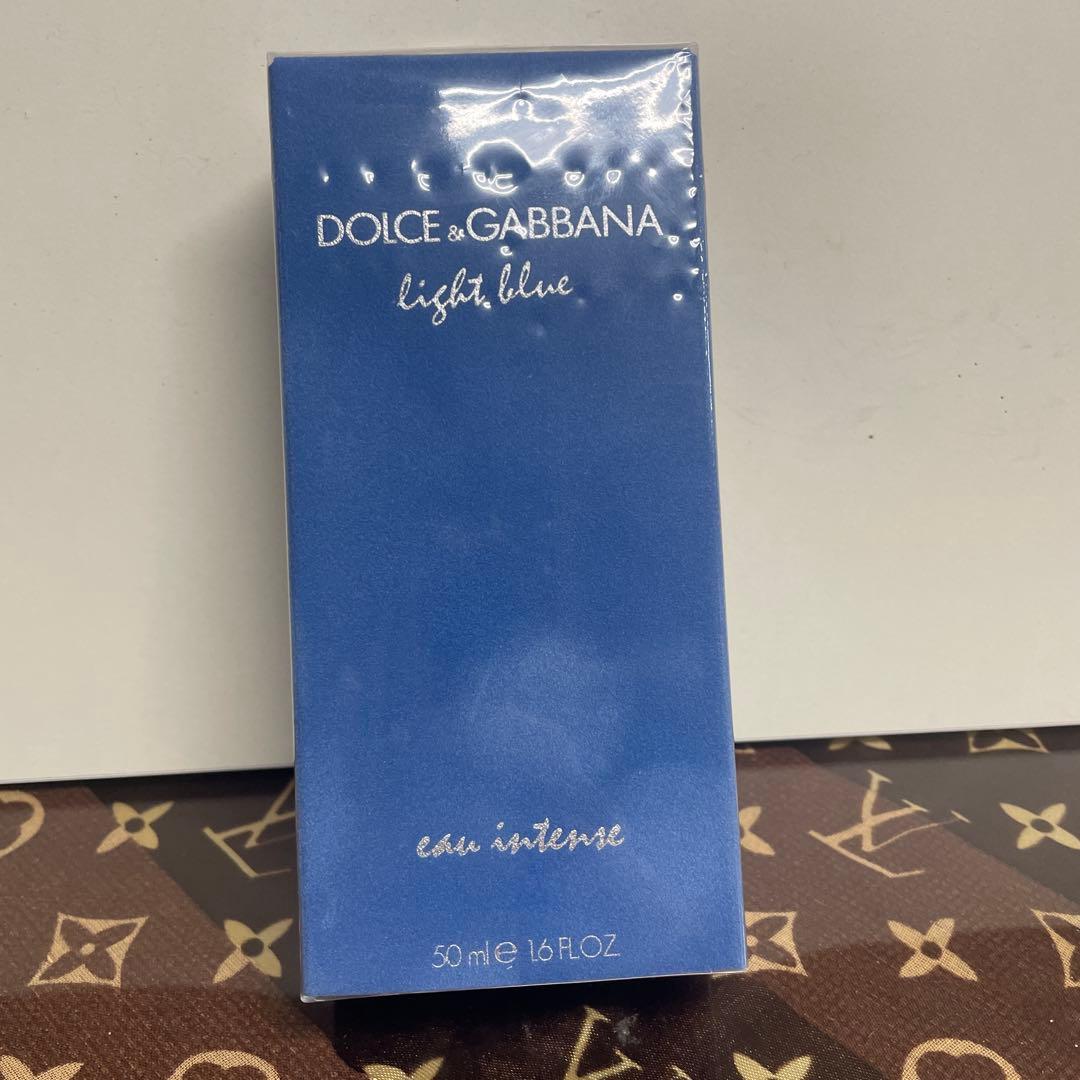 DOLCE & GABBANA
light blue
eau intense
50 ml e 1.6 FL.OZ.